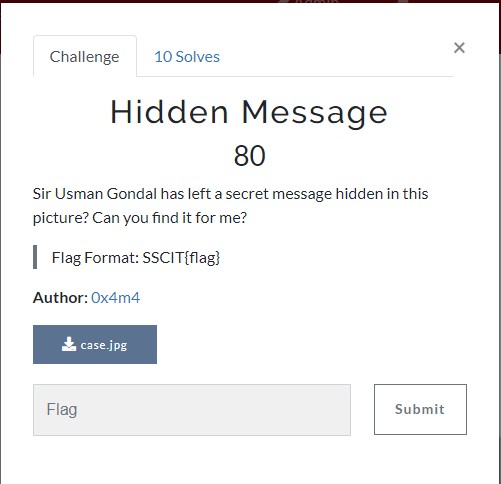 Challenge
10 Solves
×
Hidden Message
80
Sir Usman Gondal has left a secret message hidden in this
picture? Can you find it for me?
Flag Format: SSCIT{flag}
Author: 0x4m4
case.jpg
Flag
Submit